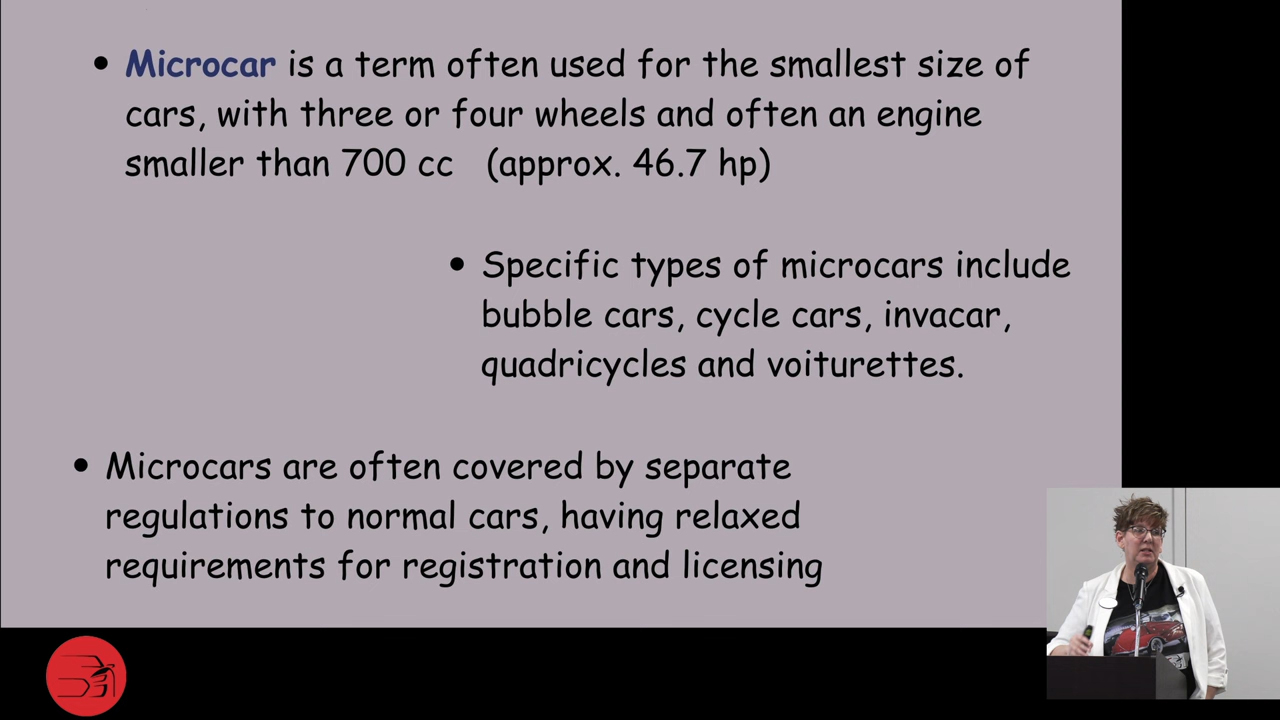 • Microcar is a term often used for the smallest size of
cars, with three or four wheels and often an engine
smaller than 700 cc (approx. 46.7 hp)
• Specific types of microcars include
bubble cars, cycle cars, invacar,
quadricycles and voiturettes.
• Microcars are often covered by separate
regulations to normal cars, having relaxed
requirements for registration and licensing